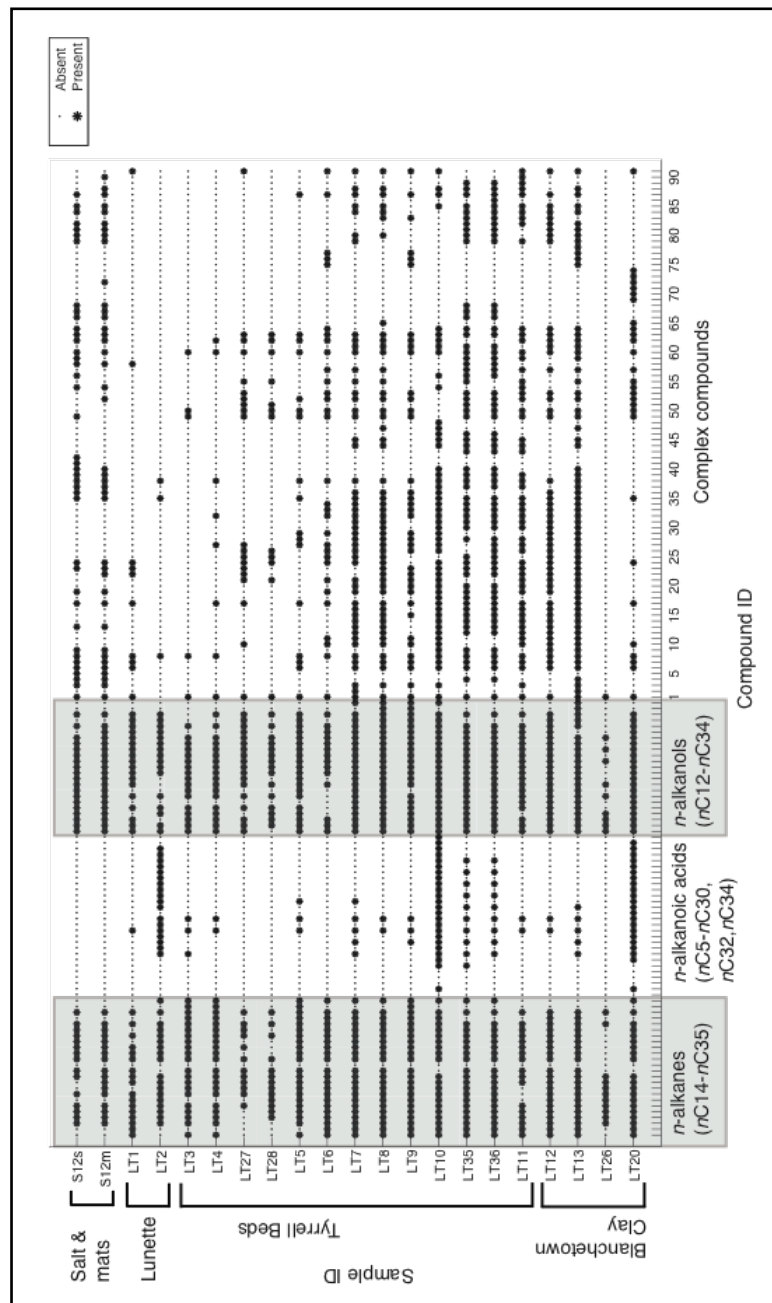 · Absent
✱ Present
Salt &
mats
Lunette
Tyrrell Beds
Blanchetown
Clay
Sample ID
S12s
S12m
LT1
LT2
LT3
LT4
LT27
LT28
LT5
LT6
LT7
LT8
LT9
LT10
LT35
LT36
LT11
LT12
LT13
LT26
LT20
1
5
10
15
20
25
30
35
40
45
50
55
60
65
70
75
80
85
90
n-alkanes
(nC14-nC35)
n-alkanoic acids
(nC5-nC30,
nC32,nC34)
n-alkanols
(nC12-nC34)
Complex compounds
Compound ID